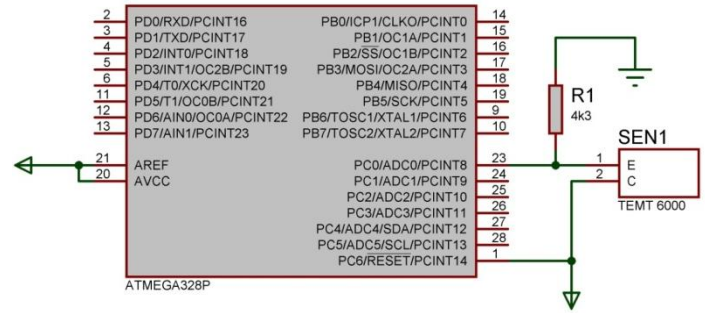 2 PD0/RXD/PCINT16 PB0/ICP1/CLKO/PCINT0 14
3 PD1/TXD/PCINT17 PB1/OC1A/PCINT1 15
4 PD2/INT0/PCINT18 PB2/SS/OC1B/PCINT2 16
5 PD3/INT1/OC2B/PCINT19 PB3/MOSI/OC2A/PCINT3 17
6 PD4/T0/XCK/PCINT20 PB4/MISO/PCINT4 18
11 PD5/T1/OC0B/PCINT21 PB5/SCK/PCINT5 19
12 PD6/AIN0/OC0A/PCINT22 PB6/TOSC1/XTAL1/PCINT6 9
13 PD7/AIN1/PCINT23 PB7/TOSC2/XTAL2/PCINT7 10
R1
4k3
SEN1
21 AREF PC0/ADC0/PCINT8 23 1 E
20 AVCC PC1/ADC1/PCINT9 24 2 C
PC2/ADC2/PCINT10 25
PC3/ADC3/PCINT11 26
TEMT 6000
PC4/ADC4/SDA/PCINT12 27
PC5/ADC5/SCL/PCINT13 28
PC6/RESET/PCINT14 1
ATMEGA328P